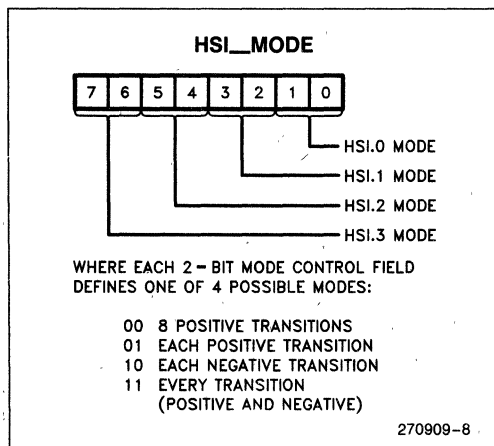 HSI__MODE
7 6 5 4 3 2 1 0
HSI.0 MODE
HSI.1 MODE
HSI.2 MODE
HSI.3 MODE
WHERE EACH 2-BIT MODE CONTROL FIELD
DEFINES ONE OF 4 POSSIBLE MODES:
00 8 POSITIVE TRANSITIONS
01 EACH POSITIVE TRANSITION
10 EACH NEGATIVE TRANSITION
11 EVERY TRANSITION
(POSITIVE AND NEGATIVE)
270909-8